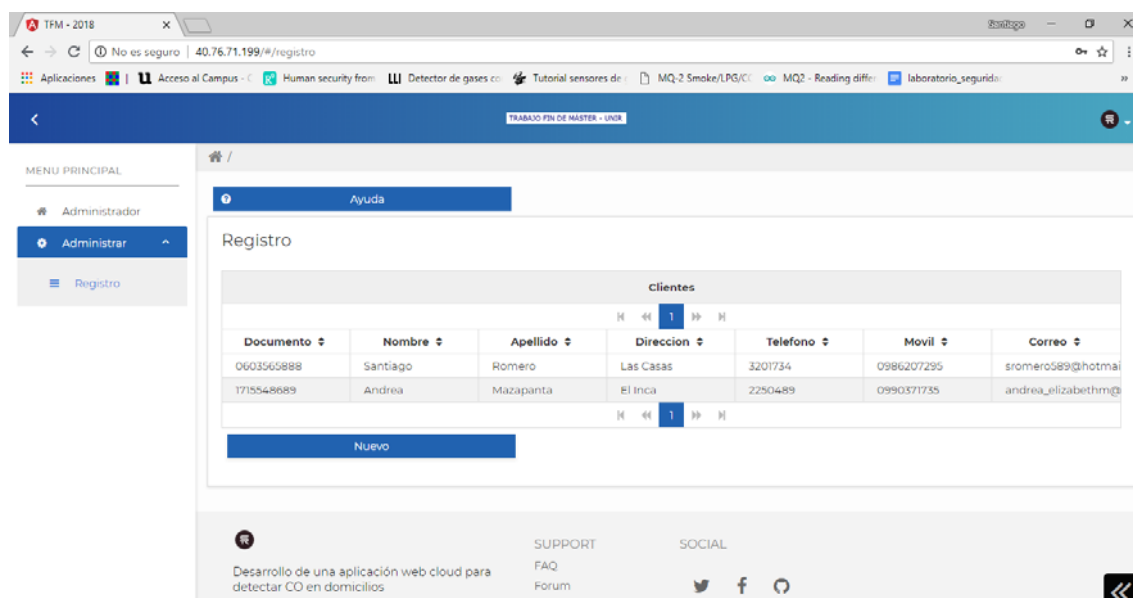 TFM - 2018
Santiago
No es seguro | 40.76.71.199/#/registro
Aplicaciones Acceso al Campus - C Human security from Detector de gases co Tutorial sensores de MQ-2 Smoke/LPG/CO MQ2 - Reading differ laboratorio_segurida
TRABAJO FIN DE MÁSTER - UNIR
MENU PRINCIPAL
/
Administrador
Administrar
Registro
Ayuda
Registro
Clientes
1
Documento Nombre Apellido Direccion Telefono Movil Correo
0603565888 Santiago Romero Las Casas 3201734 0986207295 sromero589@hotmai
1715548689 Andrea Mazapanta El Inca 2250489 0990371735 andrea_elizabethm@
1
Nuevo
Desarrollo de una aplicación web cloud para
detectar CO en domicilios
SUPPORT
FAQ
Forum
SOCIAL